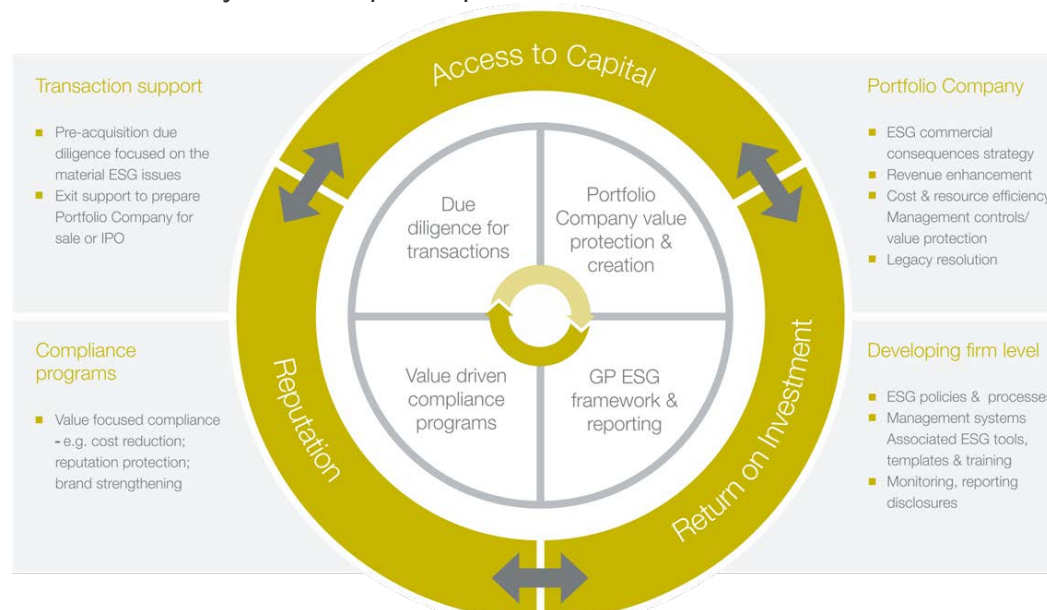 Access to Capital
Transaction support
Pre-acquisition due
diligence focused on the
material ESG issues
Exit support to prepare
Portfolio Company for
sale or IPO
Due
diligence for
transactions
Portfolio
Company value
protection &
creation
Portfolio Company
ESG commercial
consequences strategy
Revenue enhancement
Cost & resource efficiency
Management controls/
value protection
Legacy resolution
Compliance
programs
Value focused compliance
- e.g. cost reduction;
reputation protection;
brand strengthening
Reputation
Value driven
compliance
programs
GP ESG
framework &
reporting
Return on Investment
Developing firm level
ESG policies & processes
Management systems
Associated ESG tools,
templates & training
Monitoring, reporting
disclosures